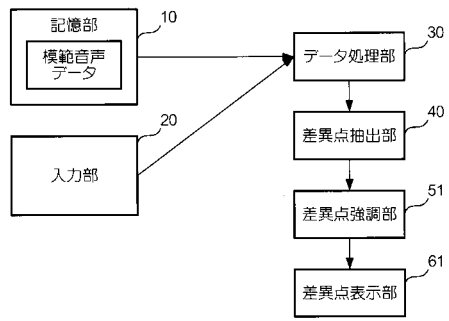 記憶部
10
模範音声
データ
20
入力部
30
データ処理部
40
差異点抽出部
51
差異点強調部
61
差異点表示部